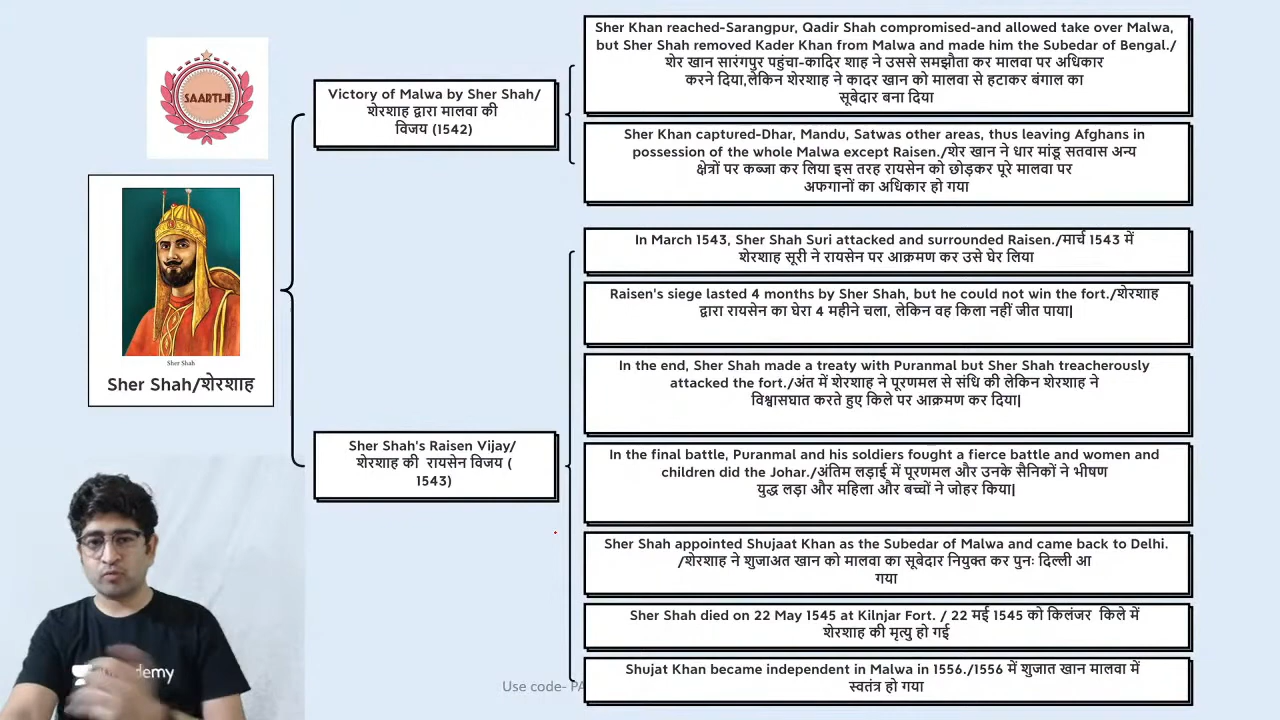 SAARTHI
Sher Shah
Sher Shah/शेरशाह
Victory of Malwa by Sher Shah/
शेरशाह द्वारा मालवा की
विजय (1542)
Sher Khan reached-Sarangpur, Qadir Shah compromised-and allowed take over Malwa,
but Sher Shah removed Kader Khan from Malwa and made him the Subedar of Bengal./
शेर खान सारंगपुर पहुंचा-कादिर शाह ने उससे समझौता कर मालवा पर अधिकार
करने दिया,लेकिन शेरशाह ने कादर खान को मालवा से हटाकर बंगाल का
सूबेदार बना दिया
Sher Khan captured-Dhar, Mandu, Satwas other areas, thus leaving Afghans in
possession of the whole Malwa except Raisen./शेर खान ने धार मांडू सतवास अन्य
क्षेत्रों पर कब्जा कर लिया इस तरह रायसेन को छोड़कर पूरे मालवा पर
अफगानों का अधिकार हो गया
Sher Shah's Raisen Vijay/
शेरशाह की रायसेन विजय (
1543)
In March 1543, Sher Shah Suri attacked and surrounded Raisen./मार्च 1543 में
शेरशाह सूरी ने रायसेन पर आक्रमण कर उसे घेर लिया
Raisen's siege lasted 4 months by Sher Shah, but he could not win the fort./शेरशाह
द्वारा रायसेन का घेरा 4 महीने चला, लेकिन वह किला नहीं जीत पाया|
In the end, Sher Shah made a treaty with Puranmal but Sher Shah treacherously
attacked the fort./अंत में शेरशाह ने पूरणमल से संधि की लेकिन शेरशाह ने
विश्वासघात करते हुए किले पर आक्रमण कर दिया|
In the final battle, Puranmal and his soldiers fought a fierce battle and women and
children did the Johar./अंतिम लड़ाई में पूरणमल और उनके सैनिकों ने भीषण
युद्ध लड़ा और महिला और बच्चों ने जोहर किया|
Sher Shah appointed Shujaat Khan as the Subedar of Malwa and came back to Delhi.
/शेरशाह ने शुजाअत खान को मालवा का सूबेदार नियुक्त कर पुनः दिल्ली आ
गया
Sher Shah died on 22 May 1545 at Kilnjar Fort. / 22 मई 1545 को किलंजर किले में
शेरशाह की मृत्यु हो गई
Shujat Khan became independent in Malwa in 1556./1556 में शुजात खान मालवा में
स्वतंत्र हो गया
Use code- PA